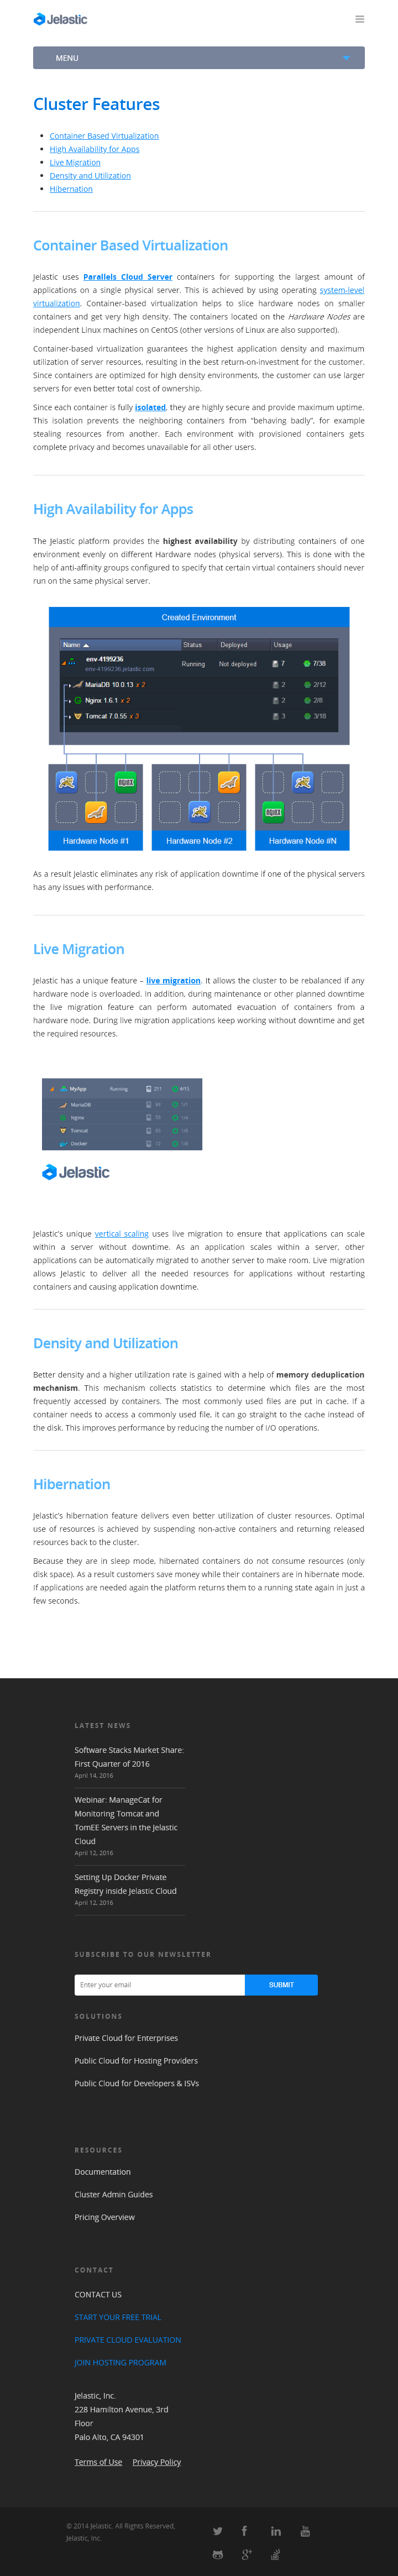 Jelastic
MENU
Cluster Features
Container Based Virtualization
High Availability for Apps
Live Migration
Density and Utilization
Hibernation
Container Based Virtualization
Jelastic uses Parallels Cloud Server containers for supporting the largest amount of
applications on a single physical server. This is achieved by using operating system-level
virtualization. Container-based virtualization helps to slice hardware nodes on smaller
containers and get very high density. The containers located on the Hardware Nodes are
independent Linux machines on CentOS (other versions of Linux are also supported).
Container-based virtualization guarantees the highest application density and maximum
utilization of server resources, resulting in the best return-on-investment for the customer.
Since containers are optimized for high density environments, the customer can use larger
servers for even better total cost of ownership.
Since each container is fully isolated, they are highly secure and provide maximum uptime.
This isolation prevents the neighboring containers from "behaving badly", for example
stealing resources from another. Each environment with provisioned containers gets
complete privacy and becomes unavailable for all other users.
High Availability for Apps
The Jelastic platform provides the highest availability by distributing containers of one
environment evenly on different Hardware nodes (physical servers). This is done with the
help of anti-affinity groups configured to specify that certain virtual containers should never
run on the same physical server.
Created Environment
Name Status Deployed Usage
env-4199236
env-4199236.jelastic.com
Running Not deployed 7 7/38
MariaDB 10.0.13 x 2 2 2/12
Nginx 1.6.1 x 2 2 2/8
Tomcat 7.0.55 x 3 3 3/18
Hardware Node #1 Hardware Node #2 Hardware Node #N
As a result Jelastic eliminates any risk of application downtime if one of the physical servers
has any issues with performance.
Live Migration
Jelastic has a unique feature – live migration. It allows the cluster to be rebalanced if any
hardware node is overloaded. In addition, during maintenance or other planned downtime
the live migration feature can perform automated evacuation of containers from a
hardware node. During live migration applications keep working without downtime and get
the required resources.
MyApp Running
MariaDB
Nginx
Tomcat
Docker
Jelastic
Jelastic's unique vertical scaling uses live migration to ensure that applications can scale
within a server without downtime. As an application scales within a server, other
applications can be automatically migrated to another server to make room. Live migration
allows Jelastic to deliver all the needed resources for applications without restarting
containers and causing application downtime.
Density and Utilization
Better density and a higher utilization rate is gained with a help of memory deduplication
mechanism. This mechanism collects statistics to determine which files are the most
frequently accessed by containers. The most commonly used files are put in cache. If a
container needs to access a commonly used file, it can go straight to the cache instead of
the disk. This improves performance by reducing the number of I/O operations.
Hibernation
Jelastic's hibernation feature delivers even better utilization of cluster resources. Optimal
use of resources is achieved by suspending non-active containers and returning released
resources back to the cluster.
Because they are in sleep mode, hibernated containers do not consume resources (only
disk space). As a result customers save money while their containers are in hibernate mode.
If applications are needed again the platform returns them to a running state again in just a
few seconds.
LATEST NEWS
Software Stacks Market Share:
First Quarter of 2016
April 14, 2016
Webinar: ManageCat for
Monitoring Tomcat and
TomEE Servers in the Jelastic
Cloud
April 12, 2016
Setting Up Docker Private
Registry inside Jelastic Cloud
April 12, 2016
SUBSCRIBE TO OUR NEWSLETTER
Enter your email SUBMIT
SOLUTIONS
Private Cloud for Enterprises
Public Cloud for Hosting Providers
Public Cloud for Developers & ISVs
RESOURCES
Documentation
Cluster Admin Guides
Pricing Overview
CONTACT
CONTACT US
START YOUR FREE TRIAL
PRIVATE CLOUD EVALUATION
JOIN HOSTING PROGRAM
Jelastic, Inc.
228 Hamilton Avenue, 3rd
Floor
Palo Alto, CA 94301
Terms of Use Privacy Policy
© 2014 Jelastic. All Rights Reserved,
Jelastic, Inc.